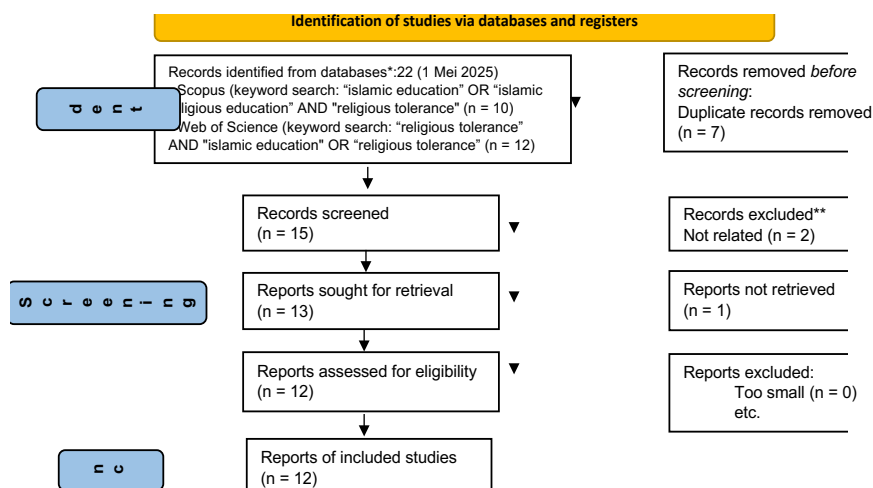 Identification of studies via databases and registers
Records identified from databases*:22 (1 Mei 2025)
Scopus (keyword search: “islamic education” OR “islamic
eligious education” AND "religious tolerance" (n = 10)
Web of Science (keyword search: “religious tolerance”
AND "islamic education" OR “religious tolerance” (n = 12)
Records removed before
screening:
Duplicate records removed
(n = 7)
dent
Records screened
(n = 15)
Records excluded**
Not related (n = 2)
Screening
Reports sought for retrieval
(n = 13)
Reports not retrieved
(n = 1)
Reports assessed for eligibility
(n = 12)
Reports excluded:
Too small (n = 0)
etc.
nc
Reports of included studies
(n = 12)